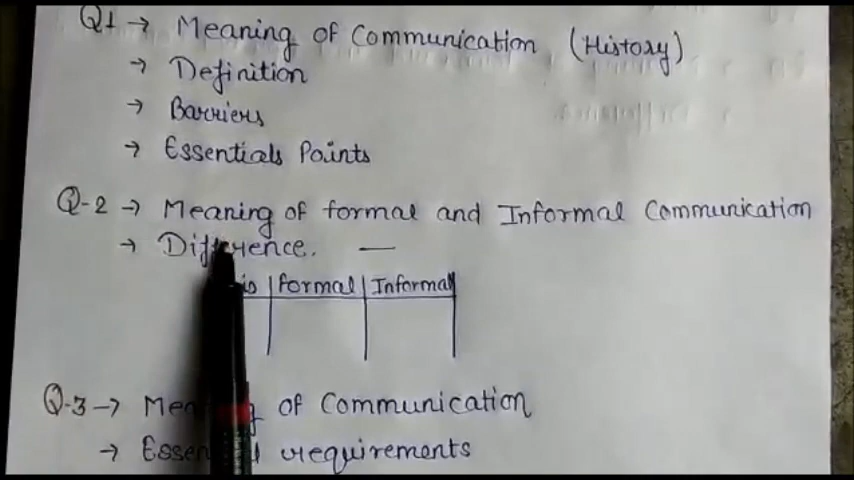 Q1 → Meaning of Communication (History)
→ Definition
→ Barriers
→ Essentials Points
Q-2 → Meaning of formal and Informal Communication
→ Difference. —
formal | Informal
Q-3 → of Communication
→ requirements